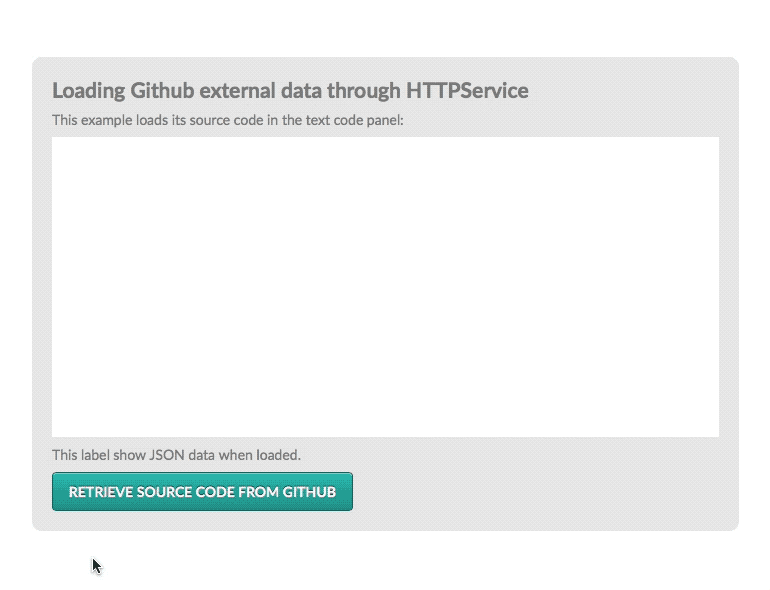 Loading Github external data through HTTPService
This example loads its source code in the text code panel:
This label show JSON data when loaded.
RETRIEVE SOURCE CODE FROM GITHUB